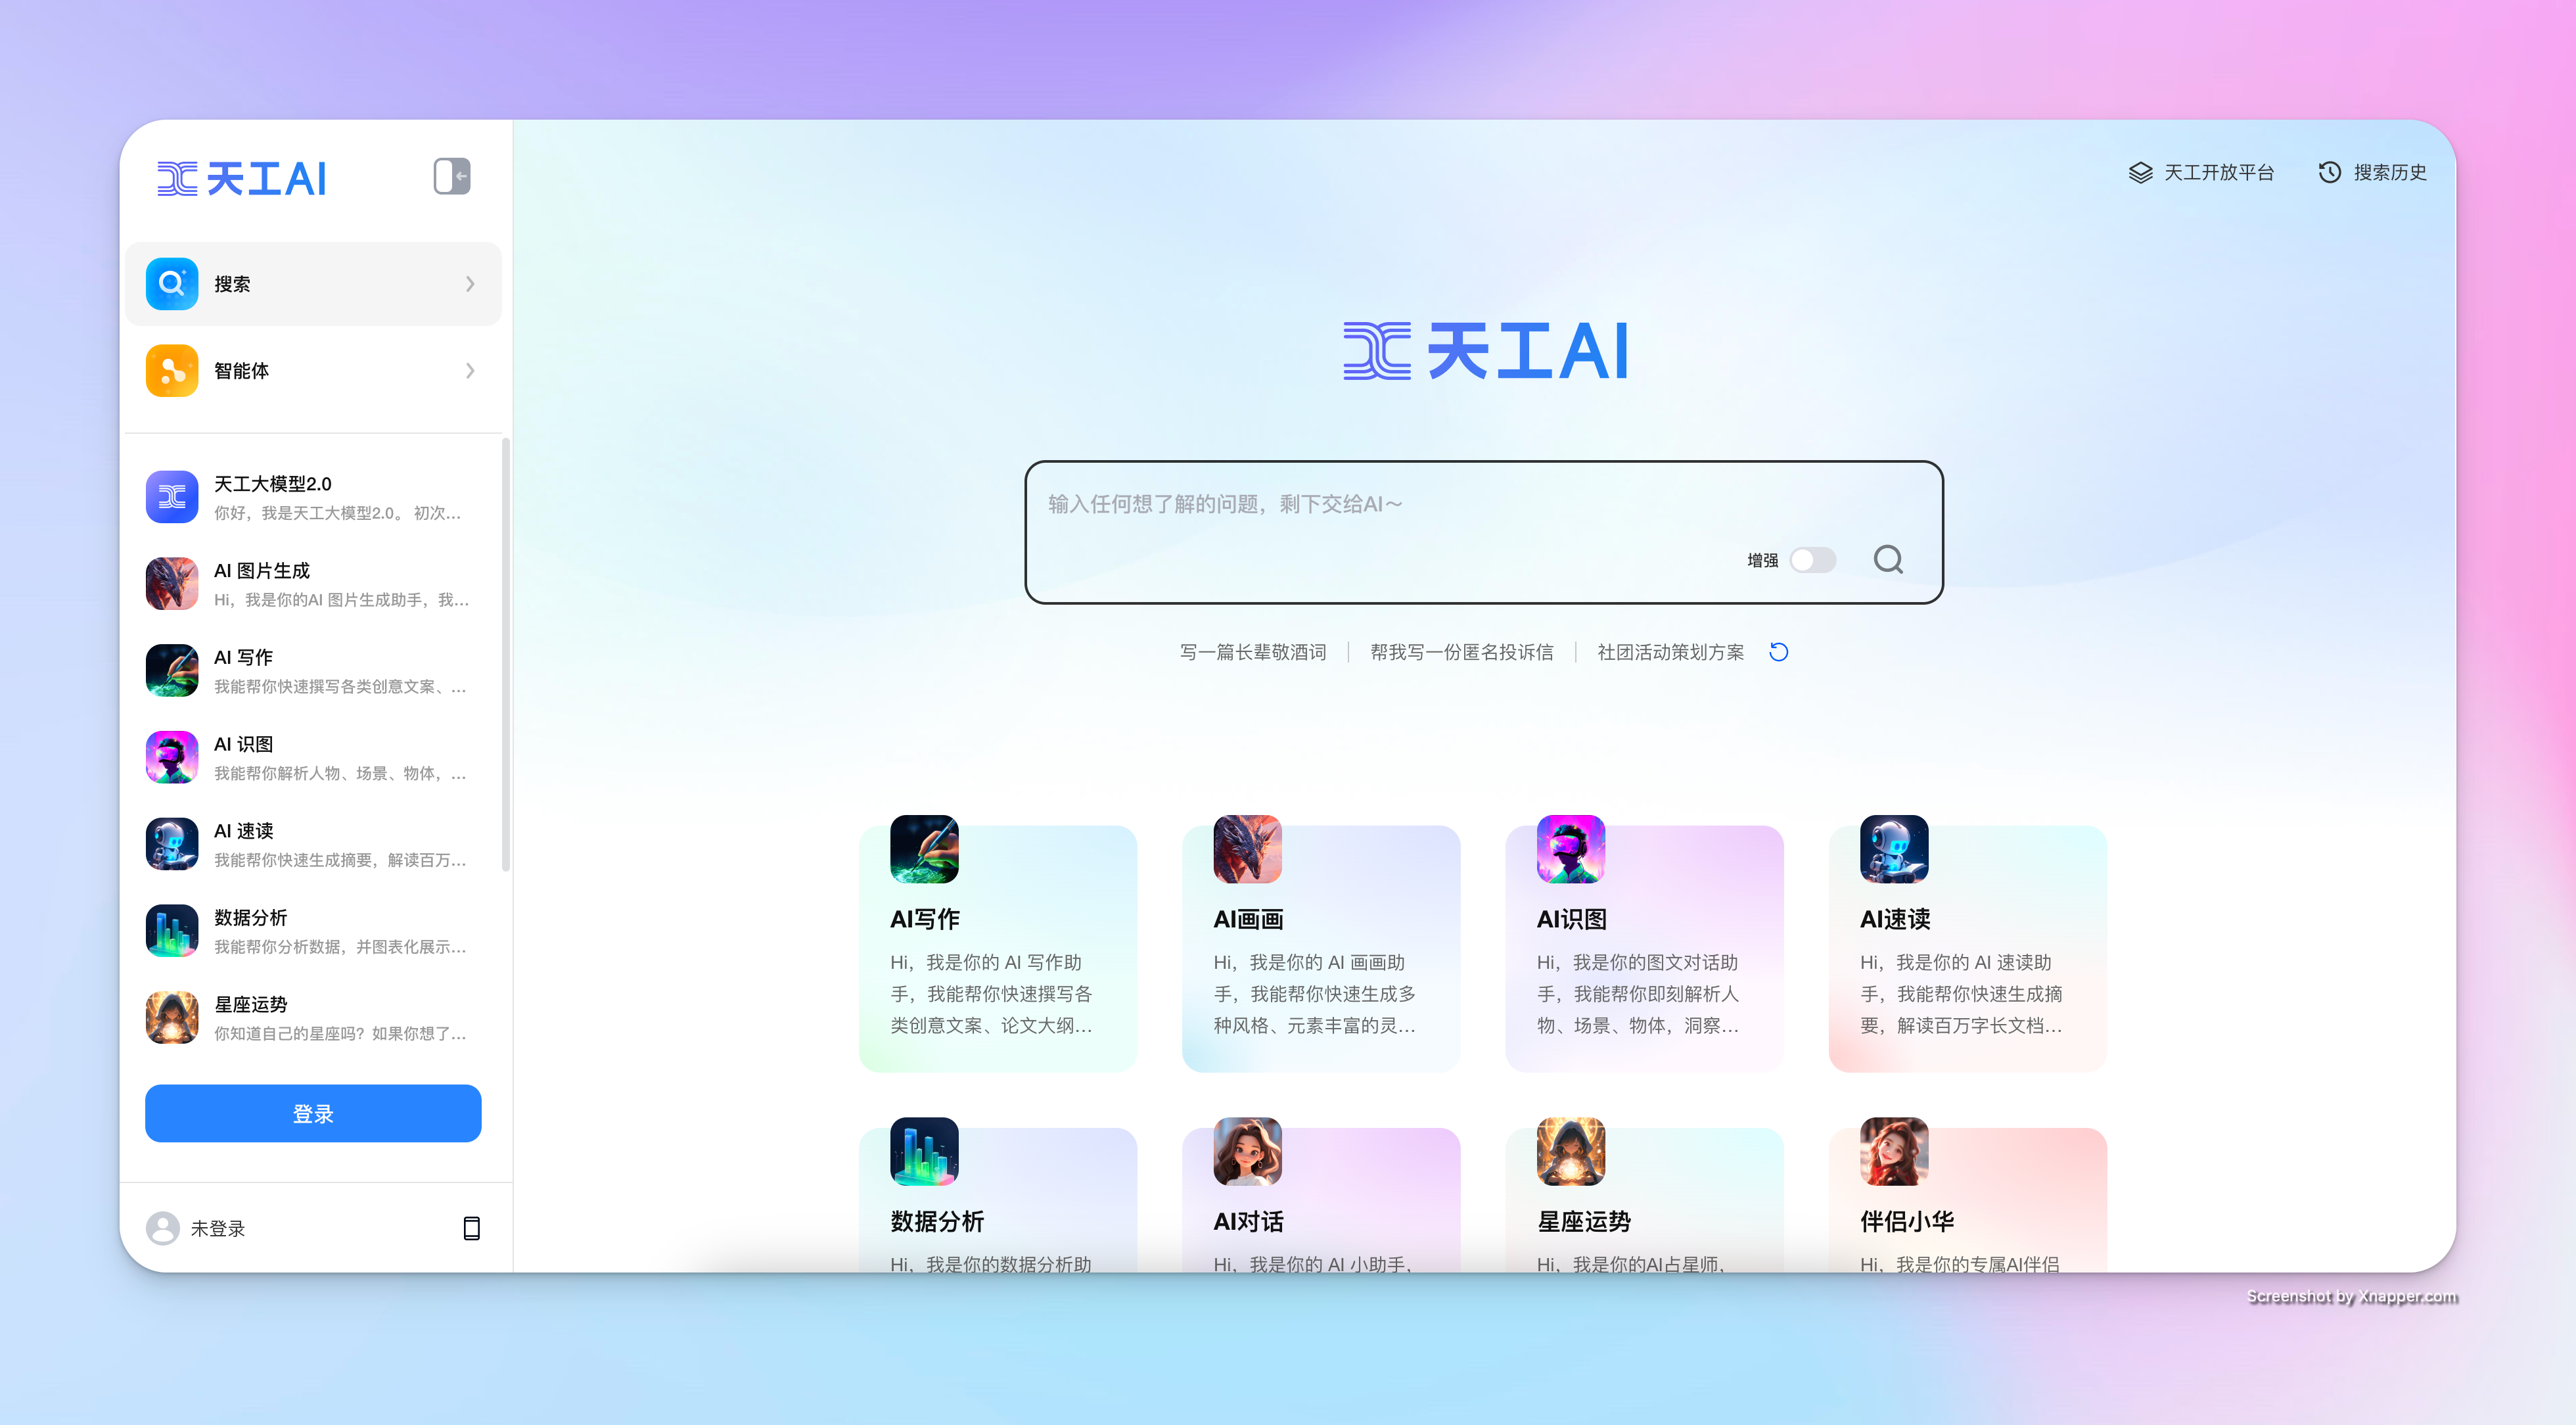 天工AI
搜索
智能体
天工大模型2.0
你好，我是天工大模型2.0。 初次...
AI 图片生成
Hi，我是你的AI 图片生成助手，我...
AI 写作
我能帮你快速撰写各类创意文案、...
AI 识图
我能帮你解析人物、场景、物体，...
AI 速读
我能帮你快速生成摘要，解读百万...
数据分析
我能帮你分析数据，并图表化展示...
星座运势
你知道自己的星座吗？如果你想了...
登录
未登录
天工开放平台
搜索历史
天工AI
输入任何想了解的问题，剩下交给AI～
增强
写一篇长辈敬酒词
帮我写一份匿名投诉信
社团活动策划方案
AI写作
Hi，我是你的 AI 写作助
手，我能帮你快速撰写各
类创意文案、论文大纲...
AI画画
Hi，我是你的 AI 画画助
手，我能帮你快速生成多
种风格、元素丰富的灵...
AI识图
Hi，我是你的图文对话助
手，我能帮你即刻解析人
物、场景、物体，洞察...
AI速读
Hi，我是你的 AI 速读助
手，我能帮你快速生成摘
要，解读百万字长文档...
数据分析
Hi，我是你的数据分析助
AI对话
Hi，我是你的 AI 小助手，
星座运势
Hi，我是你的AI占星师，
伴侣小华
Hi，我是你的专属AI伴侣
Screenshot by Xnapper.com